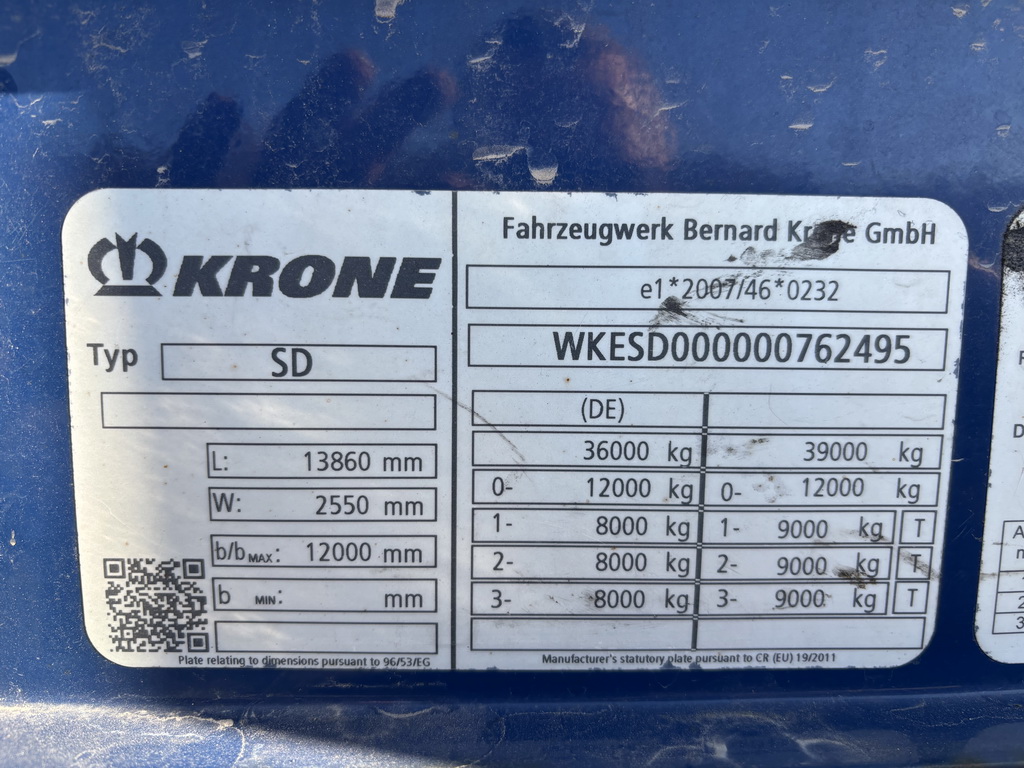 KRONE
Typ SD
L: 13860 mm
W: 2550 mm
b/bMAX: 12000 mm
b MIN: mm
Plate relating to dimensions pursuant to 96/53/EG
Fahrzeugwerk Bernard Krone GmbH
e1*2007/46*0232
WKESD000000762495
(DE)
36000 kg 39000 kg
0- 12000 kg 0- 12000 kg
1- 8000 kg 1- 9000 kg T
2- 8000 kg 2- 9000 kg T
3- 8000 kg 3- 9000 kg T
Manufacturer's statutory plate pursuant to CR (EU) 19/2011